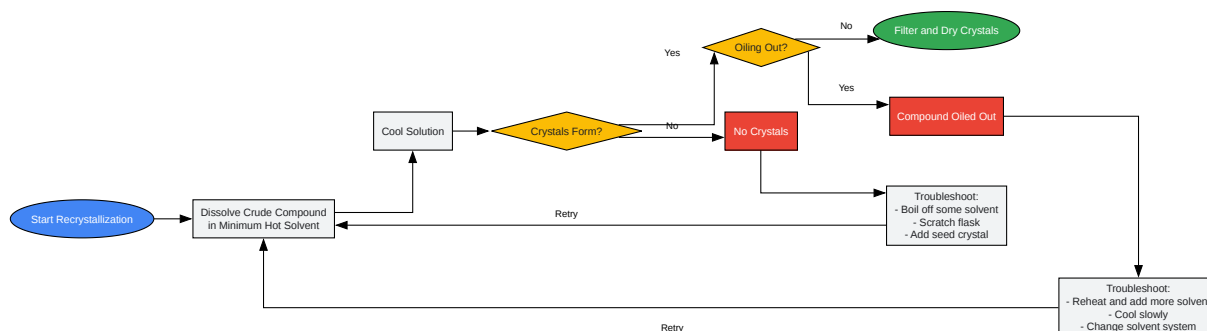 No
Filter and Dry Crystals
Oiling Out?
Yes
Yes
Compound Oiled Out
Cool Solution
Crystals Form?
No
No Crystals
Start Recrystallization
Dissolve Crude Compound
in Minimum Hot Solvent
Retry
Troubleshoot:
- Boil off some solvent
- Scratch flask
- Add seed crystal
Troubleshoot:
- Reheat and add more solven
- Cool slowly
- Change solvent system
Retry